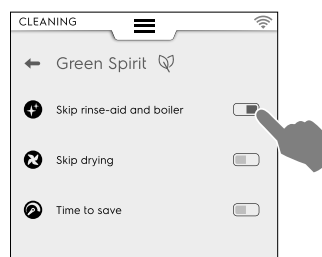 CLEANING
Green Spirit
Skip rinse-aid and boiler
Skip drying
Time to save